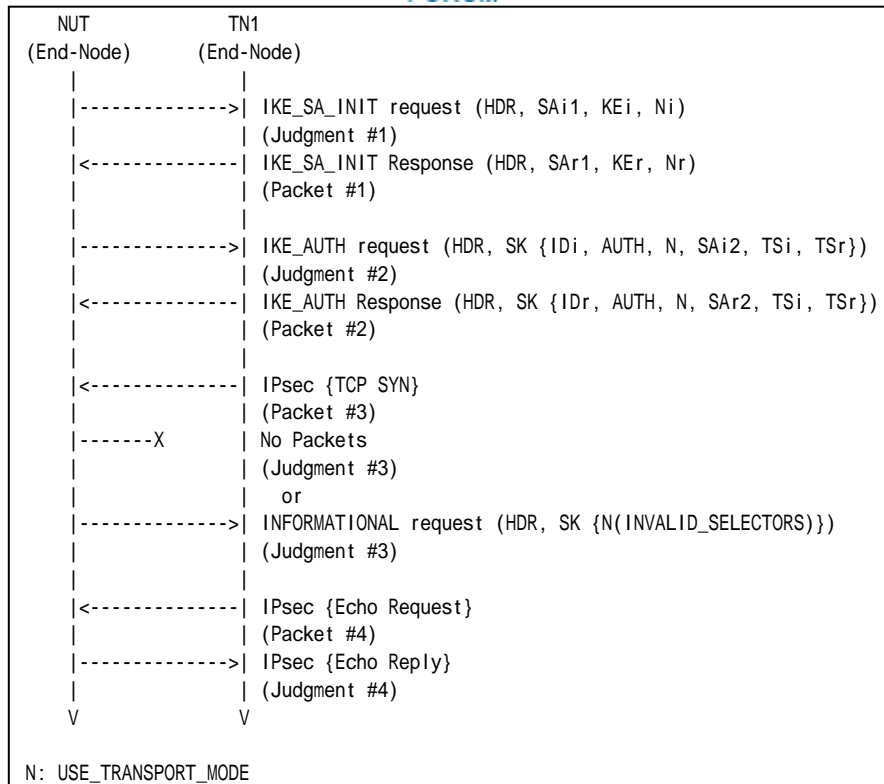 NUT TN1
(End-Node) (End-Node)
| |
|-------------->| IKE_SA_INIT request (HDR, SAi1, KEi, Ni)
| | (Judgment #1)
|<--------------| IKE_SA_INIT Response (HDR, SAr1, KEr, Nr)
| | (Packet #1)
| |
|-------------->| IKE_AUTH request (HDR, SK {IDi, AUTH, N, SAi2, TSi, TSr})
| | (Judgment #2)
|<--------------| IKE_AUTH Response (HDR, SK {IDr, AUTH, N, SAr2, TSi, TSr})
| | (Packet #2)
| |
|<--------------| IPsec {TCP SYN}
| | (Packet #3)
|-------X | No Packets
| | (Judgment #3)
| | or
|-------------->| INFORMATIONAL request (HDR, SK {N(INVALID_SELECTORS)})
| | (Judgment #3)
| |
|<--------------| IPsec {Echo Request}
| | (Packet #4)
|-------------->| IPsec {Echo Reply}
| | (Judgment #4)
V V
N: USE_TRANSPORT_MODE